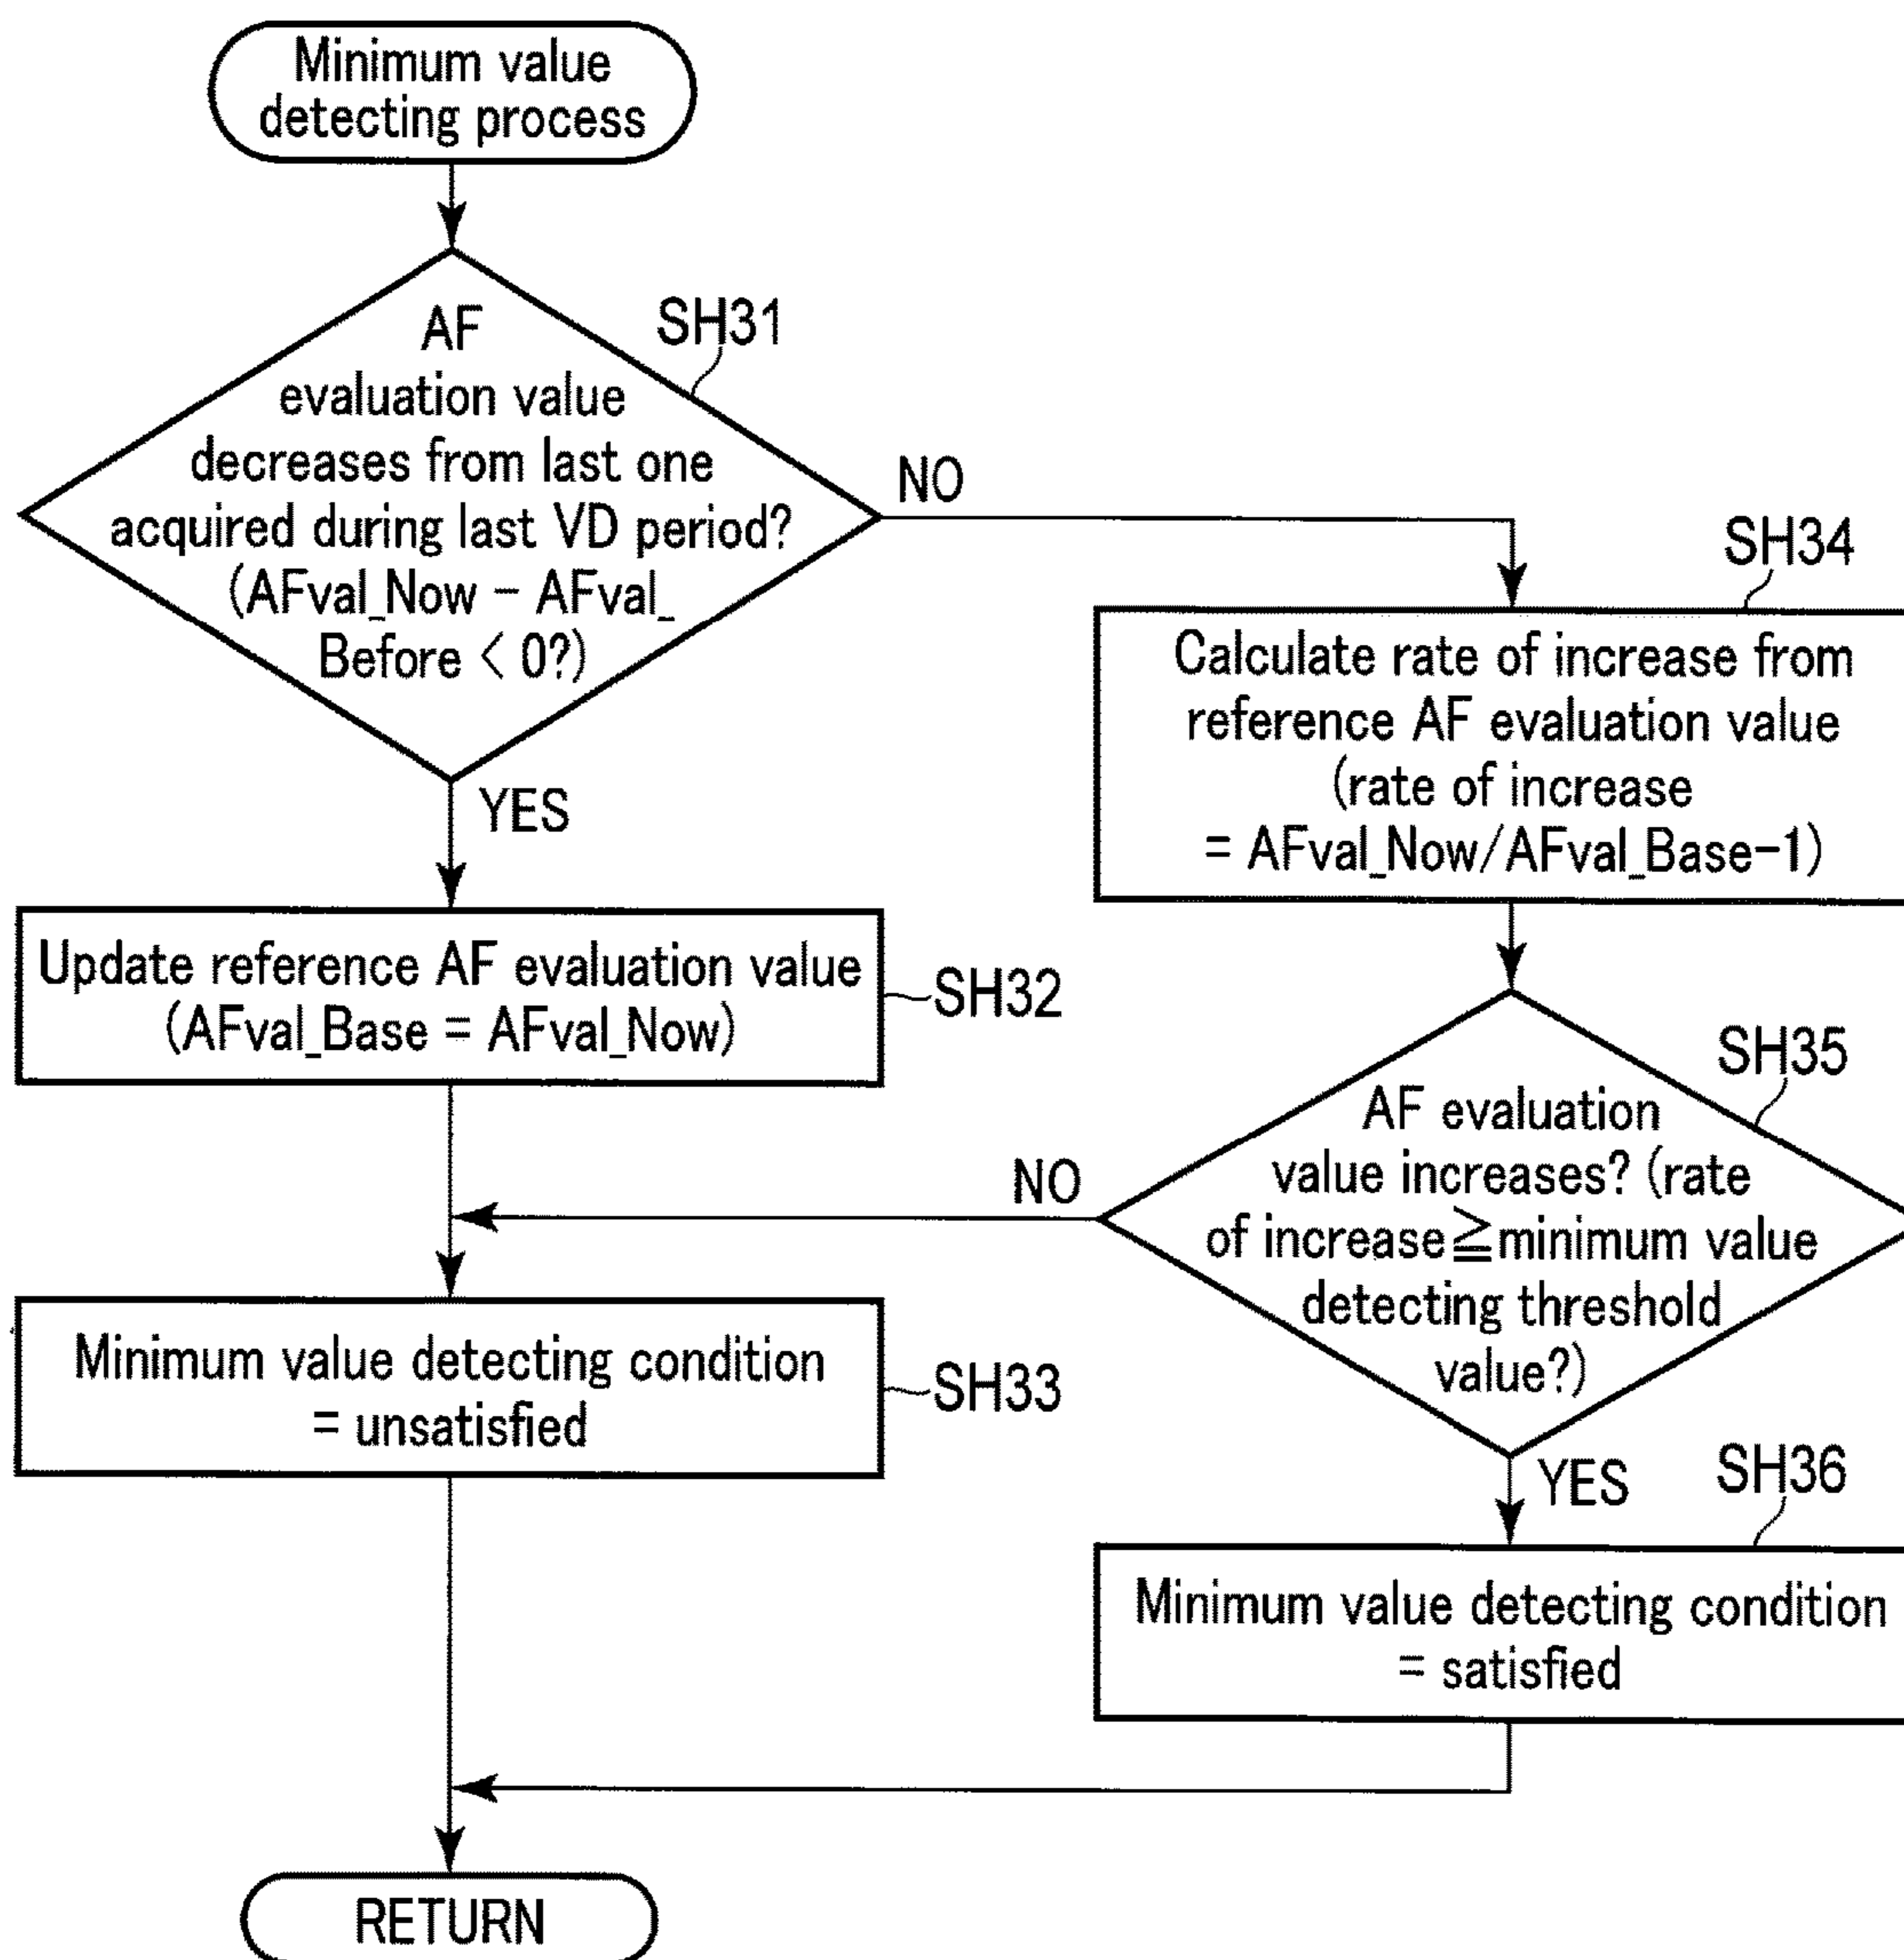 Minimum value
detecting process
AF
evaluation value
decreases from last one
acquired during last VD period?
(AFval_Now - AFval_
Before < 0?)
SH31
NO
YES
Update reference AF evaluation value
(AFval_Base = AFval_Now)
SH32
Minimum value detecting condition
= unsatisfied
SH33
SH34
Calculate rate of increase from
reference AF evaluation value
(rate of increase
= AFval_Now/AFval_Base-1)
SH35
AF evaluation
value increases? (rate
of increase≧minimum value
detecting threshold
value?)
NO
YES
SH36
Minimum value detecting condition
= satisfied
RETURN